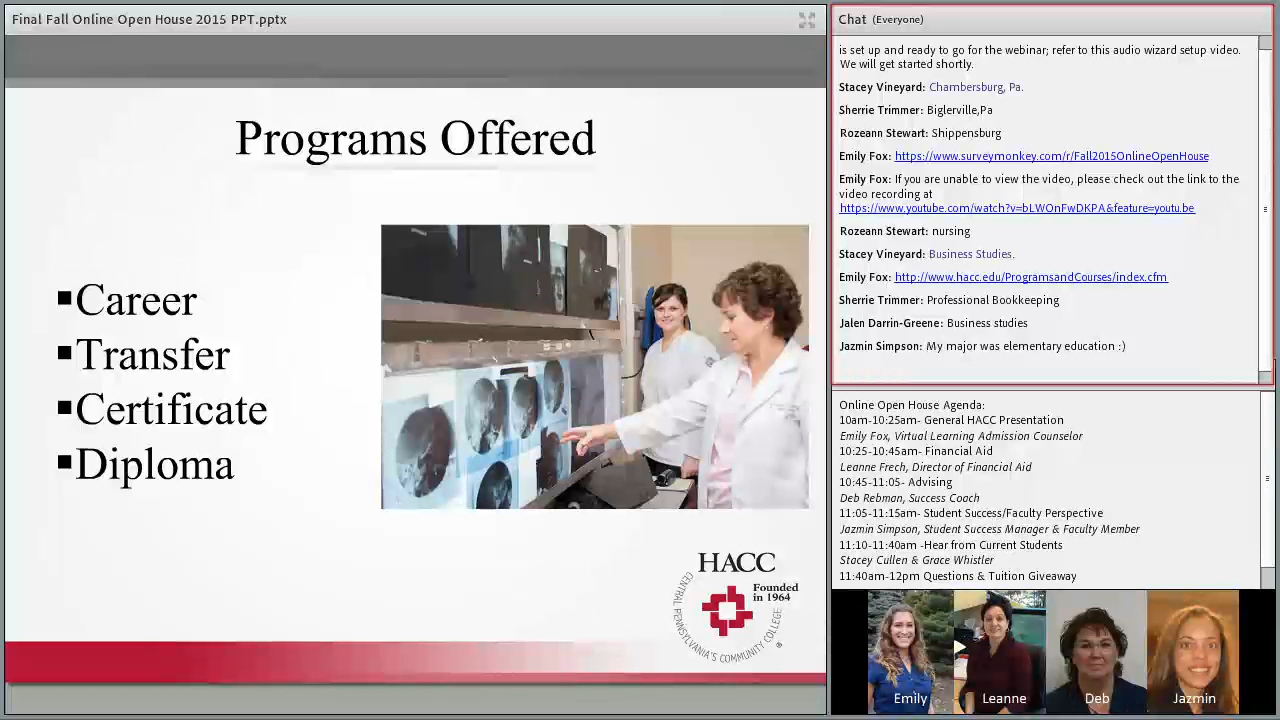 Final Fall Online Open House 2015 PPT.pptx
Programs Offered
▪Career
▪Transfer
▪Certificate
▪Diploma
HACC
Founded
in 1964
CENTRAL PENNSYLVANIA'S COMMUNITY COLLEGE
®
Chat (Everyone)
is set up and ready to go for the webinar; refer to this audio wizard setup video.
We will get started shortly.
Stacey Vineyard: Chambersburg, Pa.
Sherrie Trimmer: Biglerville,Pa
Rozeann Stewart: Shippensburg
Emily Fox: https://www.surveymonkey.com/r/Fall2015OnlineOpenHouse
Emily Fox: If you are unable to view the video, please check out the link to the
video recording at
https://www.youtube.com/watch?v=bLWOnFwDKPA&feature=youtu.be
Rozeann Stewart: nursing
Stacey Vineyard: Business Studies.
Emily Fox: http://www.hacc.edu/ProgramsandCourses/index.cfm
Sherrie Trimmer: Professional Bookkeeping
Jalen Darrin-Greene: Business studies
Jazmin Simpson: My major was elementary education :)
Online Open House Agenda:
10am-10:25am- General HACC Presentation
Emily Fox, Virtual Learning Admission Counselor
10:25-10:45am- Financial Aid
Leanne Frech, Director of Financial Aid
10:45-11:05- Advising
Deb Rebman, Success Coach
11:05-11:15am- Student Success/Faculty Perspective
Jazmin Simpson, Student Success Manager & Faculty Member
11:10-11:40am -Hear from Current Students
Stacey Cullen & Grace Whistler
11:40am-12pm Questions & Tuition Giveaway
Emily
Leanne
Deb
Jazmin